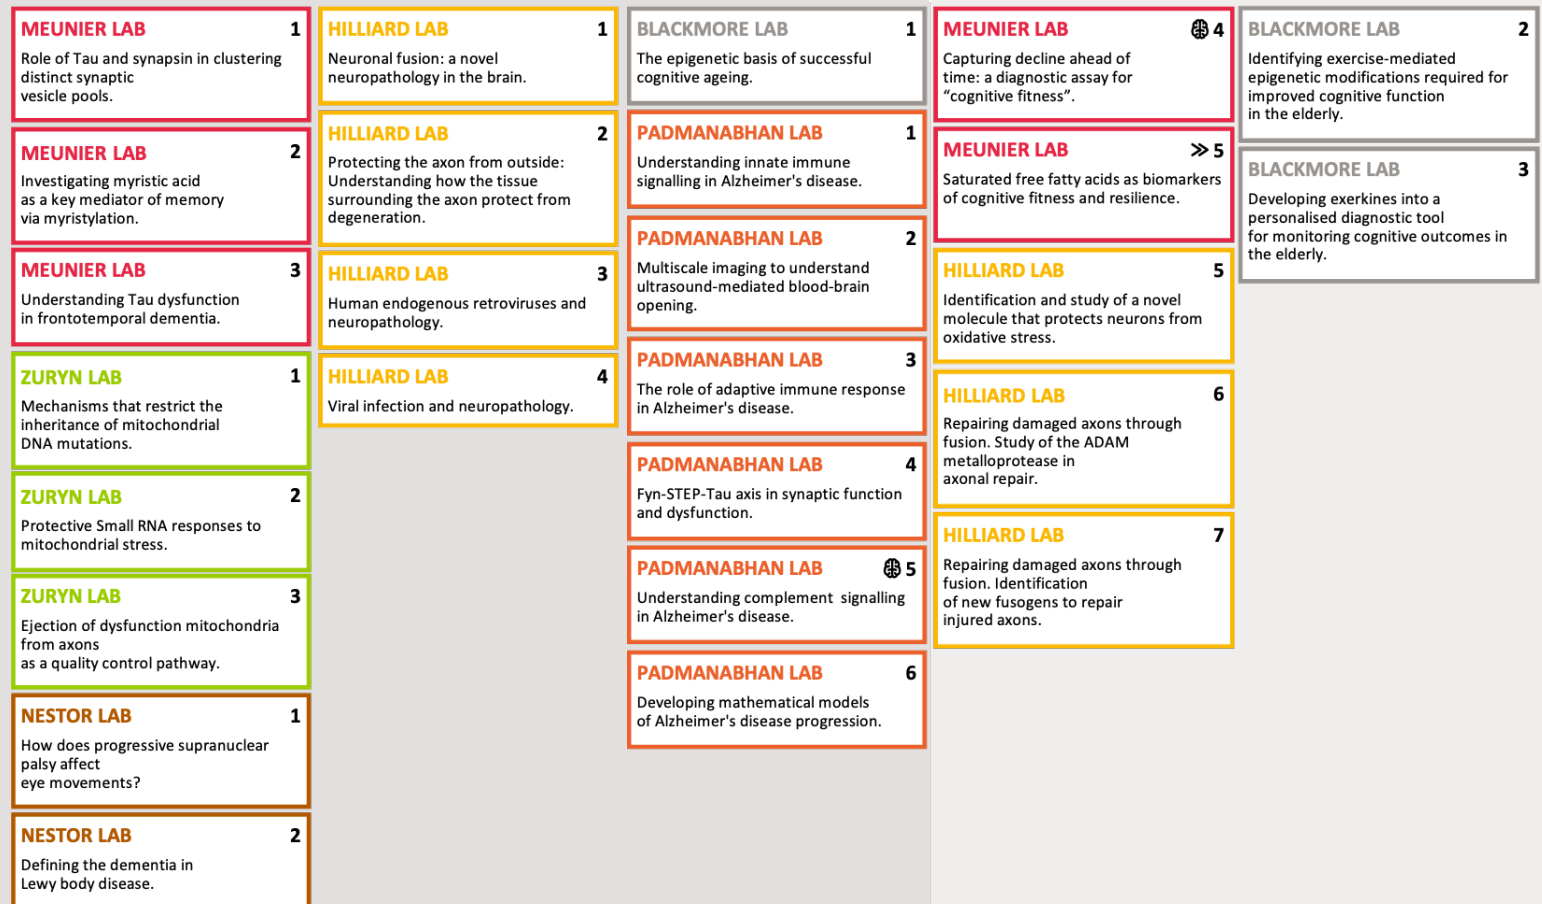 MEUNIER LAB 1
Role of Tau and synapsin in clustering
distinct synaptic
vesicle pools.
MEUNIER LAB 2
Investigating myristic acid
as a key mediator of memory
via myristylation.
MEUNIER LAB 3
Understanding Tau dysfunction
in frontotemporal dementia.
ZURYN LAB 1
Mechanisms that restrict the
inheritance of mitochondrial
DNA mutations.
ZURYN LAB 2
Protective Small RNA responses to
mitochondrial stress.
ZURYN LAB 3
Ejection of dysfunction mitochondria
from axons
as a quality control pathway.
NESTOR LAB 1
How does progressive supranuclear
palsy affect
eye movements?
NESTOR LAB 2
Defining the dementia in
Lewy body disease.
HILLIARD LAB 1
Neuronal fusion: a novel
neuropathology in the brain.
HILLIARD LAB 2
Protecting the axon from outside:
Understanding how the tissue
surrounding the axon protect from
degeneration.
HILLIARD LAB 3
Human endogenous retroviruses and
neuropathology.
HILLIARD LAB 4
Viral infection and neuropathology.
BLACKMORE LAB 1
The epigenetic basis of successful
cognitive ageing.
PADMANABHAN LAB 1
Understanding innate immune
signalling in Alzheimer's disease.
PADMANABHAN LAB 2
Multiscale imaging to understand
ultrasound-mediated blood-brain
opening.
PADMANABHAN LAB 3
The role of adaptive immune response
in Alzheimer's disease.
PADMANABHAN LAB 4
Fyn-STEP-Tau axis in synaptic function
and dysfunction.
PADMANABHAN LAB 5
Understanding complement signalling
in Alzheimer's disease.
PADMANABHAN LAB 6
Developing mathematical models
of Alzheimer's disease progression.
MEUNIER LAB 4
Capturing decline ahead of
time: a diagnostic assay for
“cognitive fitness”.
MEUNIER LAB 5
Saturated free fatty acids as biomarkers
of cognitive fitness and resilience.
HILLIARD LAB 5
Identification and study of a novel
molecule that protects neurons from
oxidative stress.
HILLIARD LAB 6
Repairing damaged axons through
fusion. Study of the ADAM
metalloprotease in
axonal repair.
HILLIARD LAB 7
Repairing damaged axons through
fusion. Identification
of new fusogens to repair
injured axons.
BLACKMORE LAB 2
Identifying exercise-mediated
epigenetic modifications required for
improved cognitive function
in the elderly.
BLACKMORE LAB 3
Developing exerkines into a
personalised diagnostic tool
for monitoring cognitive outcomes in
the elderly.